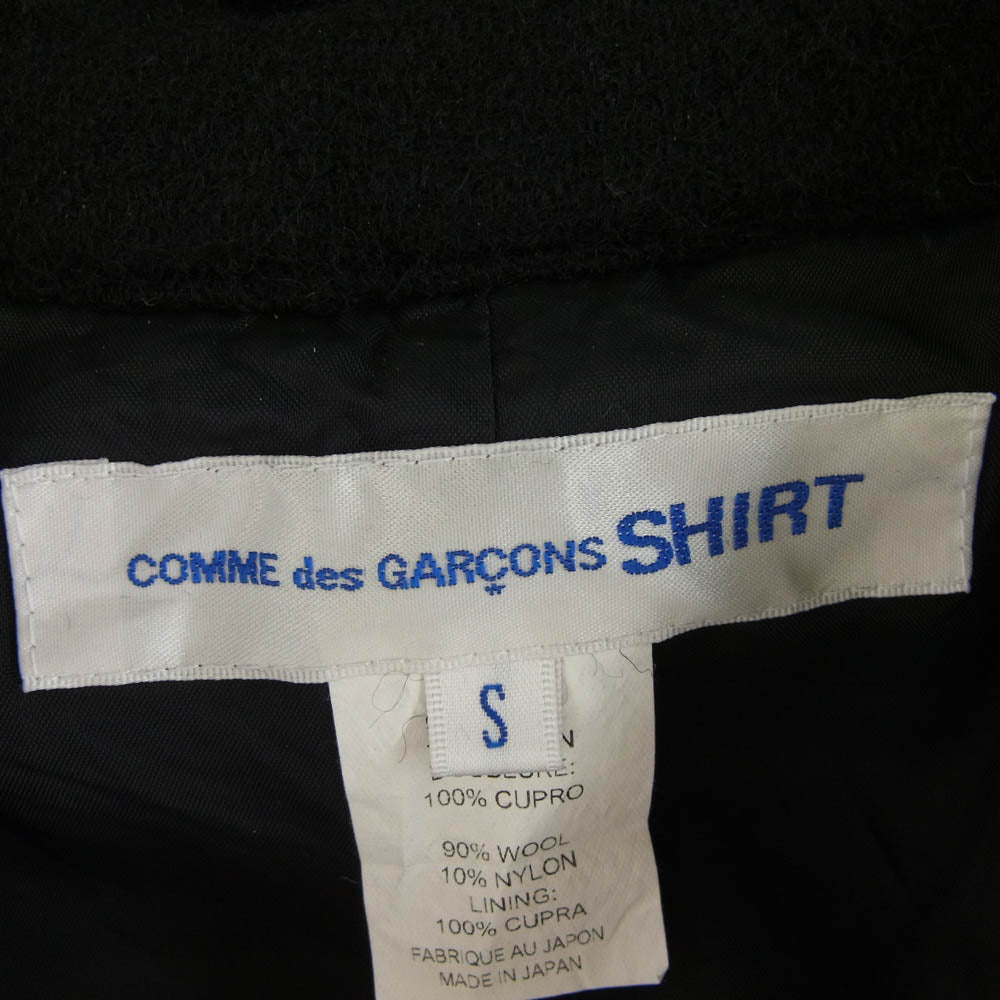 COMME des GARÇONS SHIRT
S
100% CUPRO
90% WOOL
10% NYLON
LINING:
100% CUPRA
FABRIQUE AU JAPON
MADE IN JAPAN